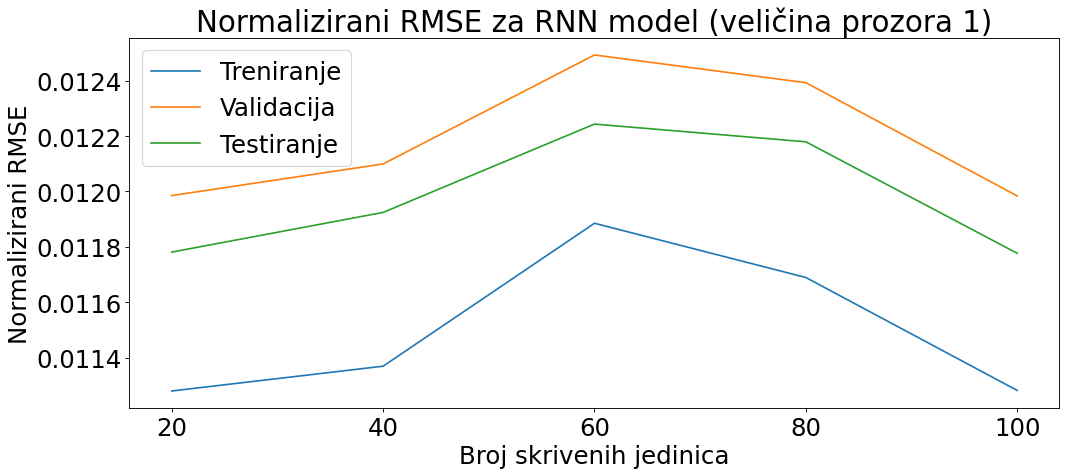 Normalizirani RMSE za RNN model (veličina prozora 1)
Treniranje
Validacija
Testiranje
Normalizirani RMSE
0.0124
0.0122
0.0120
0.0118
0.0116
0.0114
20 40 60 80 100
Broj skrivenih jedinica